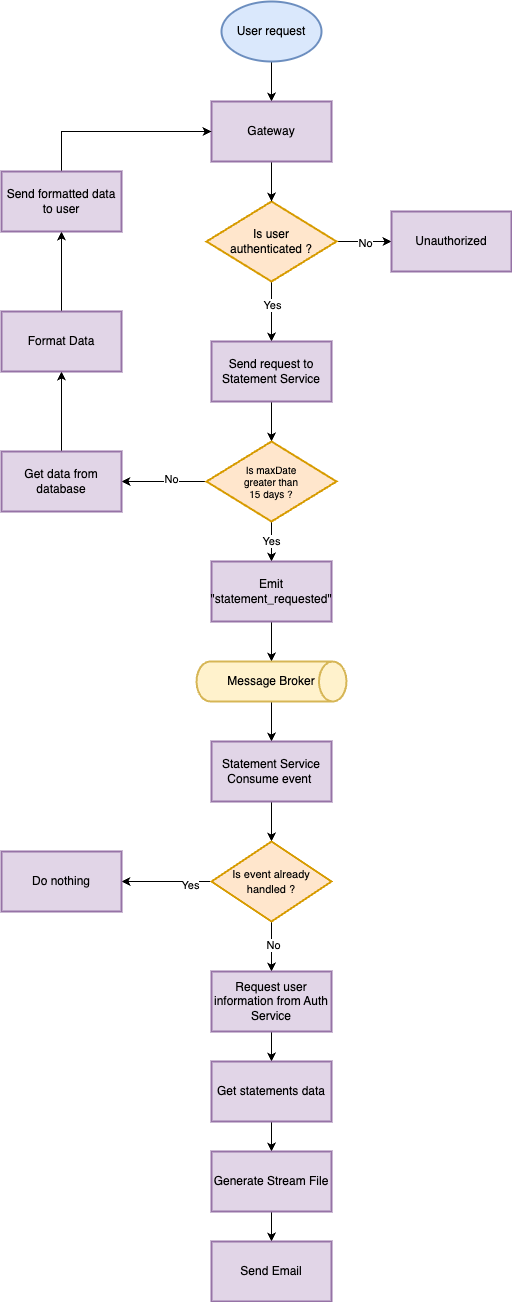 User request
Gateway
Send formatted data
to user
Is user
authenticated ?
No
Unauthorized
Yes
Format Data
Send request to
Statement Service
Get data from
database
No
Is maxDate
greater than
15 days ?
Yes
Emit
"statement_requested"
Message Broker
Statement Service
Consume event
Do nothing
Yes
Is event already
handled ?
No
Request user
information from Auth
Service
Get statements data
Generate Stream File
Send Email